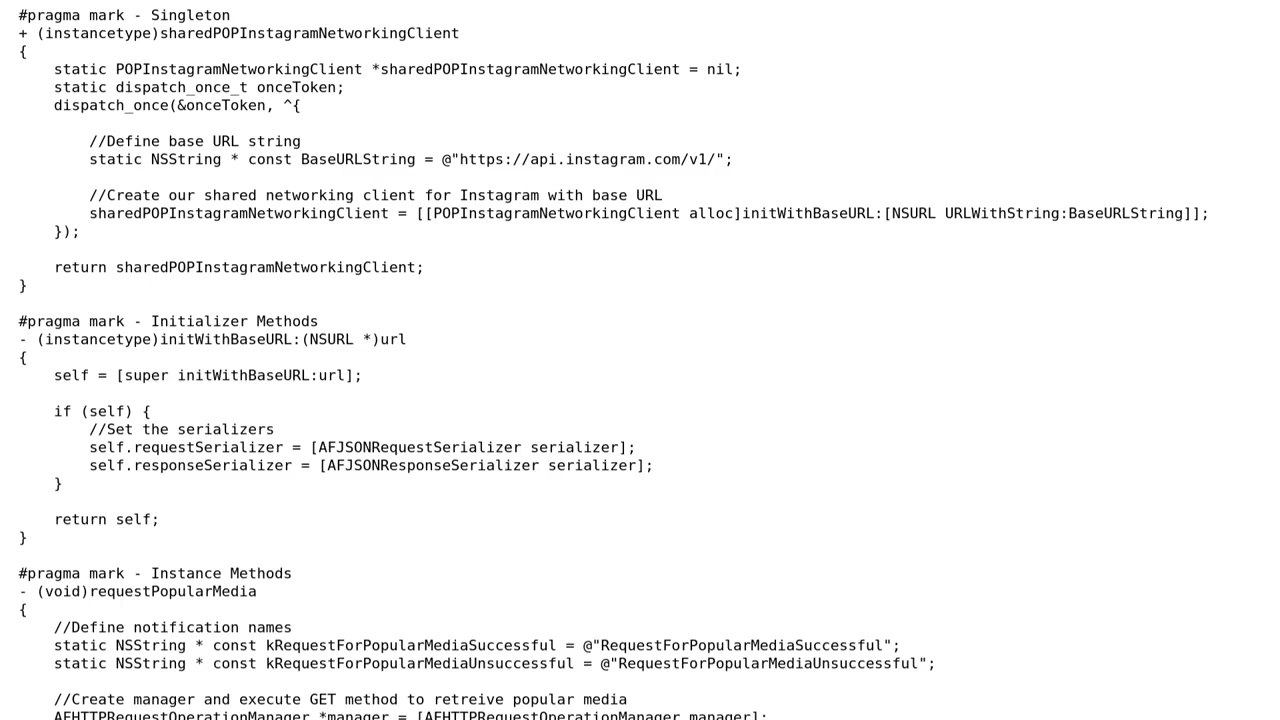 #pragma mark - Singleton
+ (instancetype)sharedPOPInstagramNetworkingClient
{
    static POPInstagramNetworkingClient *sharedPOPInstagramNetworkingClient = nil;
    static dispatch_once_t onceToken;
    dispatch_once(&onceToken, ^{

        //Define base URL string
        static NSString * const BaseURLString = @"https://api.instagram.com/v1/";

        //Create our shared networking client for Instagram with base URL
        sharedPOPInstagramNetworkingClient = [[POPInstagramNetworkingClient alloc]initWithBaseURL:[NSURL URLWithString:BaseURLString]];
    });

    return sharedPOPInstagramNetworkingClient;
}

#pragma mark - Initializer Methods
- (instancetype)initWithBaseURL:(NSURL *)url
{
    self = [super initWithBaseURL:url];

    if (self) {
        //Set the serializers
        self.requestSerializer = [AFJSONRequestSerializer serializer];
        self.responseSerializer = [AFJSONResponseSerializer serializer];
    }

    return self;
}

#pragma mark - Instance Methods
- (void)requestPopularMedia
{
    //Define notification names
    static NSString * const kRequestForPopularMediaSuccessful = @"RequestForPopularMediaSuccessful";
    static NSString * const kRequestForPopularMediaUnsuccessful = @"RequestForPopularMediaUnsuccessful";

    //Create manager and execute GET method to retreive popular media
    AFHTTPRequestOperationManager *manager = [AFHTTPRequestOperationManager manager];